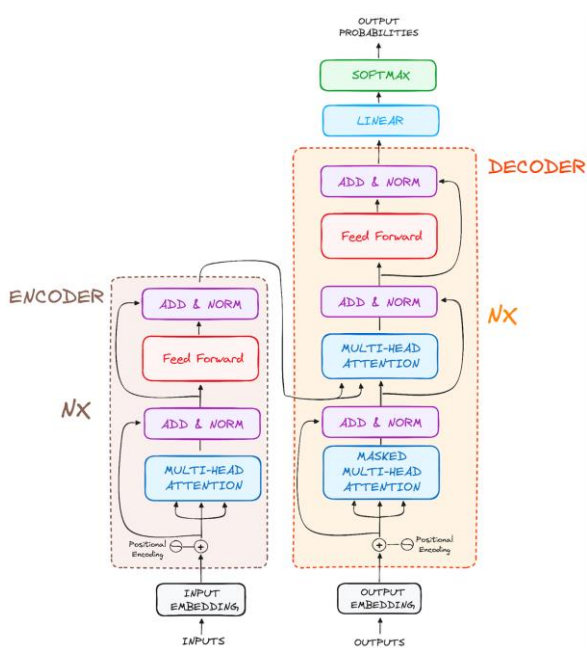 OUTPUT
PROBABILITIES
SOFTMAX
LINEAR
DECODER
ADD & NORM
Feed Forward
ADD & NORM
NX
MULTI-HEAD
ATTENTION
ADD & NORM
MASKED
MULTI-HEAD
ATTENTION
Positional
Encoding
OUTPUT
EMBEDDING
OUTPUTS
ENCODER
ADD & NORM
Feed Forward
NX
ADD & NORM
MULTI-HEAD
ATTENTION
Positional
Encoding
INPUT
EMBEDDING
INPUTS